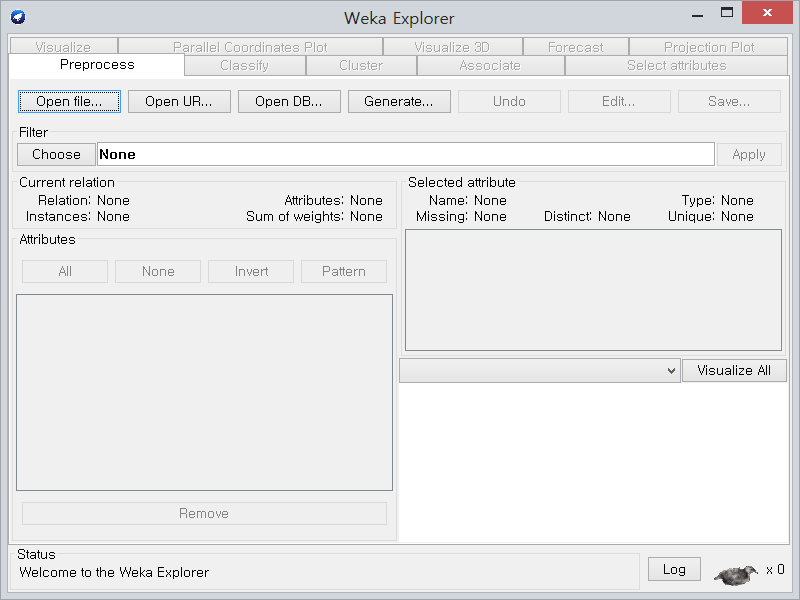 Weka Explorer
Visualize Parallel Coordinates Plot Visualize 3D Forecast Projection Plot
Preprocess Classify Cluster Associate Select attributes
Open file... Open UR... Open DB... Generate... Undo Edit... Save...
Filter
Choose None Apply
Current relation
Relation: None Attributes: None
Instances: None Sum of weights: None
Selected attribute
Name: None Type: None
Missing: None Distinct: None Unique: None
Attributes
All None Invert Pattern
Visualize All
Remove
Status
Welcome to the Weka Explorer
Log x 0